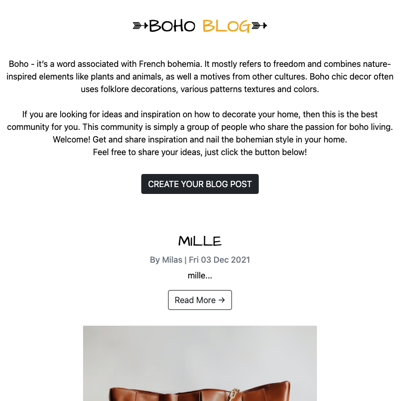 BOHO BLOG
Boho - it's a word associated with French bohemia. It mostly refers to freedom and combines nature-
inspired elements like plants and animals, as well a motives from other cultures. Boho chic decor often
uses folklore decorations, various patterns textures and colors.
If you are looking for ideas and inspiration on how to decorate your home, then this is the best
community for you. This community is simply a group of people who share the passion for boho living.
Welcome! Get and share inspiration and nail the bohemian style in your home.
Feel free to share your ideas, just click the button below!
CREATE YOUR BLOG POST
MILLE
By Milas | Fri 03 Dec 2021
mille...
Read More →